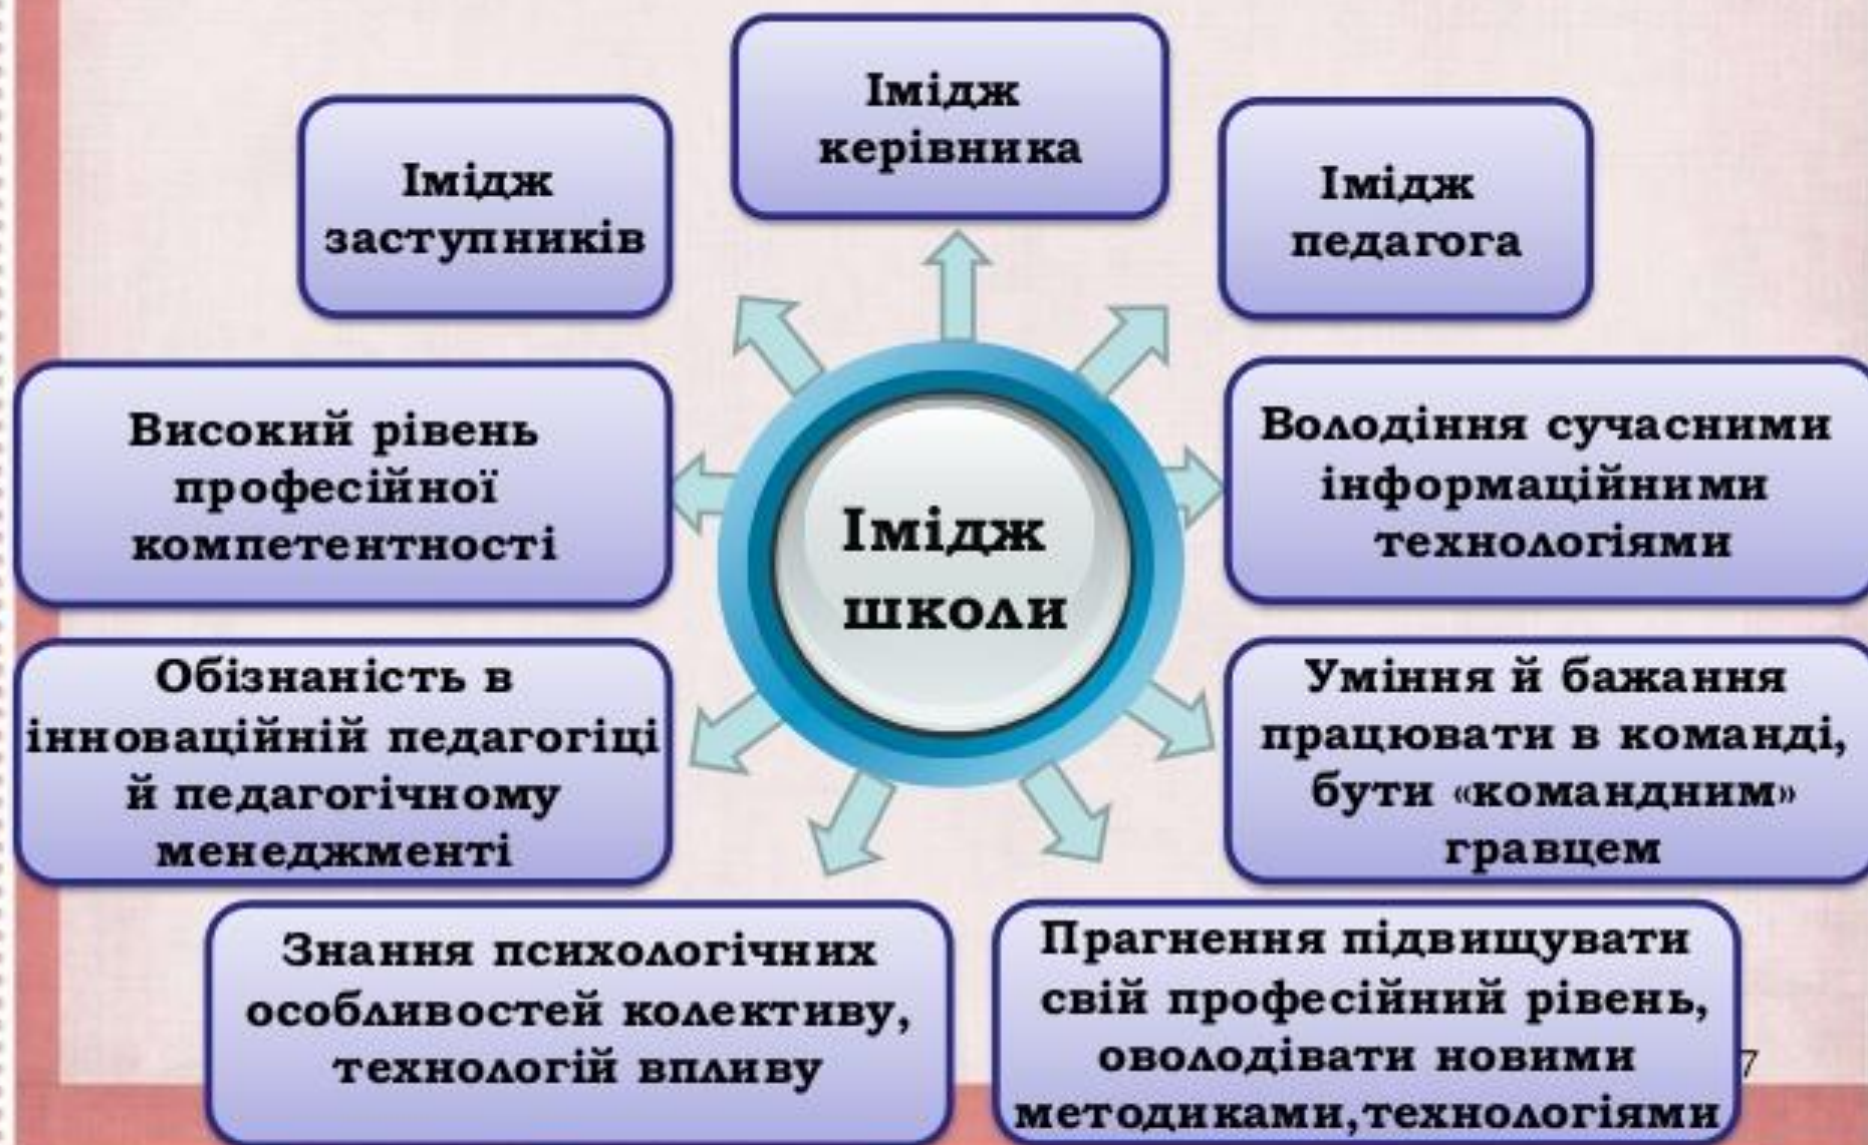 Імідж
керівника
Імідж
заступників
Імідж
педагога
Високий рівень
професійної
компетентності
Імідж
школи
Володіння сучасними
інформаційними
технологіями
Обізнаність в
інноваційній педагогіці
й педагогічному
менеджменті
Уміння й бажання
працювати в команді,
бути «командним»
гравцем
Знання психологічних
особливостей колективу,
технологій впливу
Прагнення підвищувати
свій професійний рівень,
оволодівати новими
методиками,технологіями
7